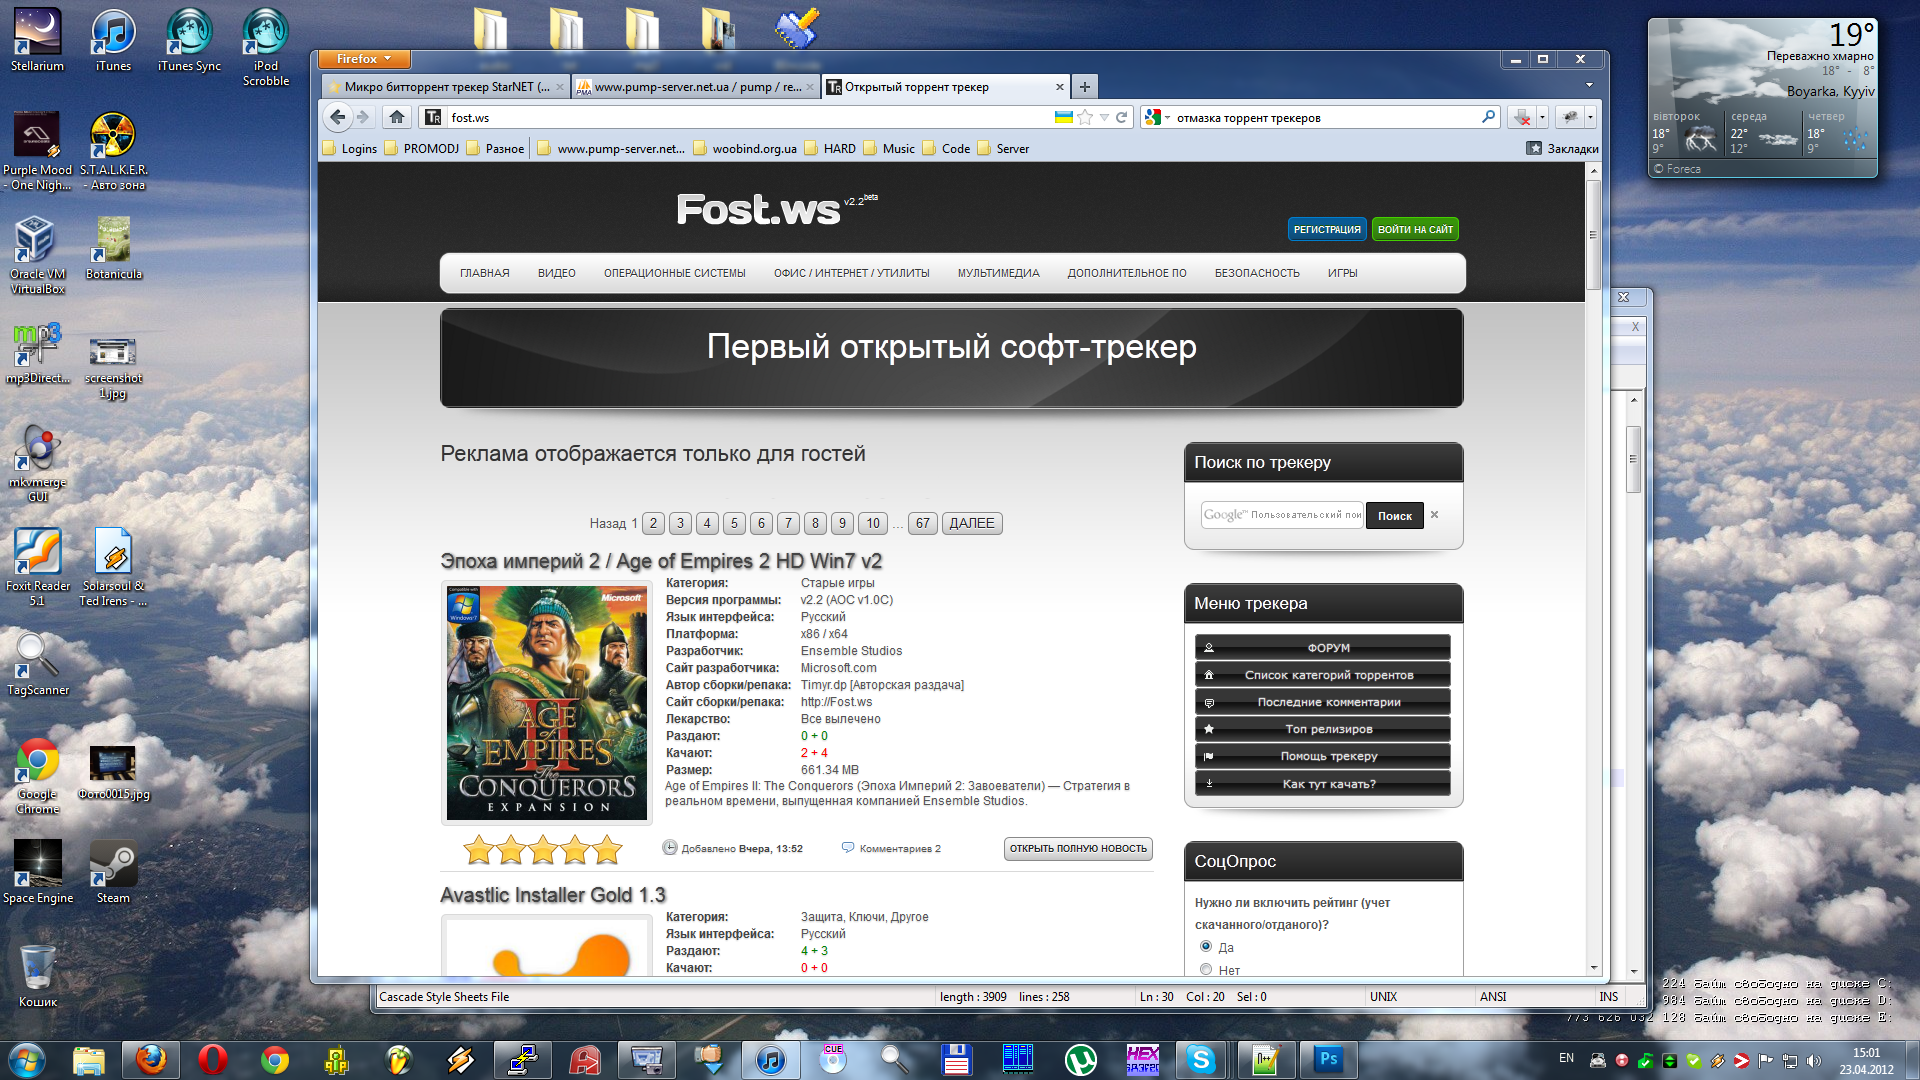 Stellarium
iTunes
iTunes Sync
iPod
Scrobble
Purple Mood
- One Nigh...
S.T.A.L.K.E.R.
- Авто зона
Oracle VM
VirtualBox
Botanicula
mp3
mp3Direct...
screenshot
1.jpg
mkvmerge
GUI
Foxit Reader
5.1
Solarsoul &
Ted Irens - ...
TagScanner
Google
Chrome
Фото0015.jpg
Space Engine
Steam
Кошик
Firefox
Микро битторрент трекер StarNET (...
www.pump-server.net.ua / pump / re...
Открытый торрент трекер
fost.ws
отмазка торрент трекеров
Logins
PROMODJ
Разное
www.pump-server.net...
woobind.org.ua
HARD
Music
Code
Server
Закладки
Fost.ws v2.2 beta
РЕГИСТРАЦИЯ
ВОЙТИ НА САЙТ
ГЛАВНАЯ
ВИДЕО
ОПЕРАЦИОННЫЕ СИСТЕМЫ
ОФИС / ИНТЕРНЕТ / УТИЛИТЫ
МУЛЬТИМЕДИА
ДОПОЛНИТЕЛЬНОЕ ПО
БЕЗОПАСНОСТЬ
ИГРЫ
Первый открытый софт-трекер
Реклама отображается только для гостей
Назад 1 2 3 4 5 6 7 8 9 10 ... 67 ДАЛЕЕ
Эпоха империй 2 / Age of Empires 2 HD Win7 v2
Microsoft
Windows 7
AGE
of
EMPIRES
II
The
CONQUERORS
EXPANSION
Категория: Старые игры
Версия программы: v2.2 (AOC v1.0C)
Язык интерфейса: Русский
Платформа: x86 / x64
Разработчик: Ensemble Studios
Сайт разработчика: Microsoft.com
Автор сборки/репака: Timyr.dp [Авторская раздача]
Сайт сборки/репака: http://Fost.ws
Лекарство: Все вылечено
Раздают: 0 + 0
Качают: 2 + 4
Размер: 661.34 MB
Age of Empires II: The Conquerors (Эпоха Империй 2: Завоеватели) — Стратегия в
реальном времени, выпущенная компанией Ensemble Studios.
Добавлено Вчера, 13:52
Комментариев 2
ОТКРЫТЬ ПОЛНУЮ НОВОСТЬ
Avastlic Installer Gold 1.3
Категория: Защита, Ключи, Другое
Язык интерфейса: Русский
Раздают: 4 + 3
Качают: 0 + 0
Поиск по трекеру
Google™ Пользовательский пои
Поиск
Меню трекера
ФОРУМ
Список категорий торрентов
Последние комментарии
Топ релизиров
Помощь трекеру
Как тут качать?
СоцОпрос
Нужно ли включить рейтинг (учет
скачанного/отданого)?
Да
Нет
19°
Переважно хмарно
18° - 8°
Boyarka, Kyyiv
вівторок
18°
9°
середа
22°
12°
четвер
18°
9°
© Foreca
Cascade Style Sheets File
length : 3909 lines : 258
Ln : 30 Col : 20 Sel : 0
UNIX
ANSI
INS
224 байт свободно на диске C:
984 байт свободно на диске D:
773 626 032 128 байт свободно на диске E:
qip
CUE
HEX
Ps
EN
15:01
23.04.2012